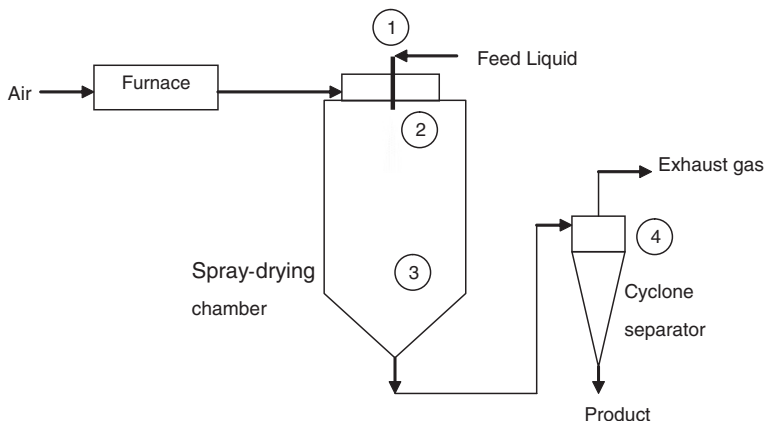 1
Feed Liquid
Furnace
Air
2
Exhaust gas
4
Spray-drying
chamber
3
Cyclone
separator
Product